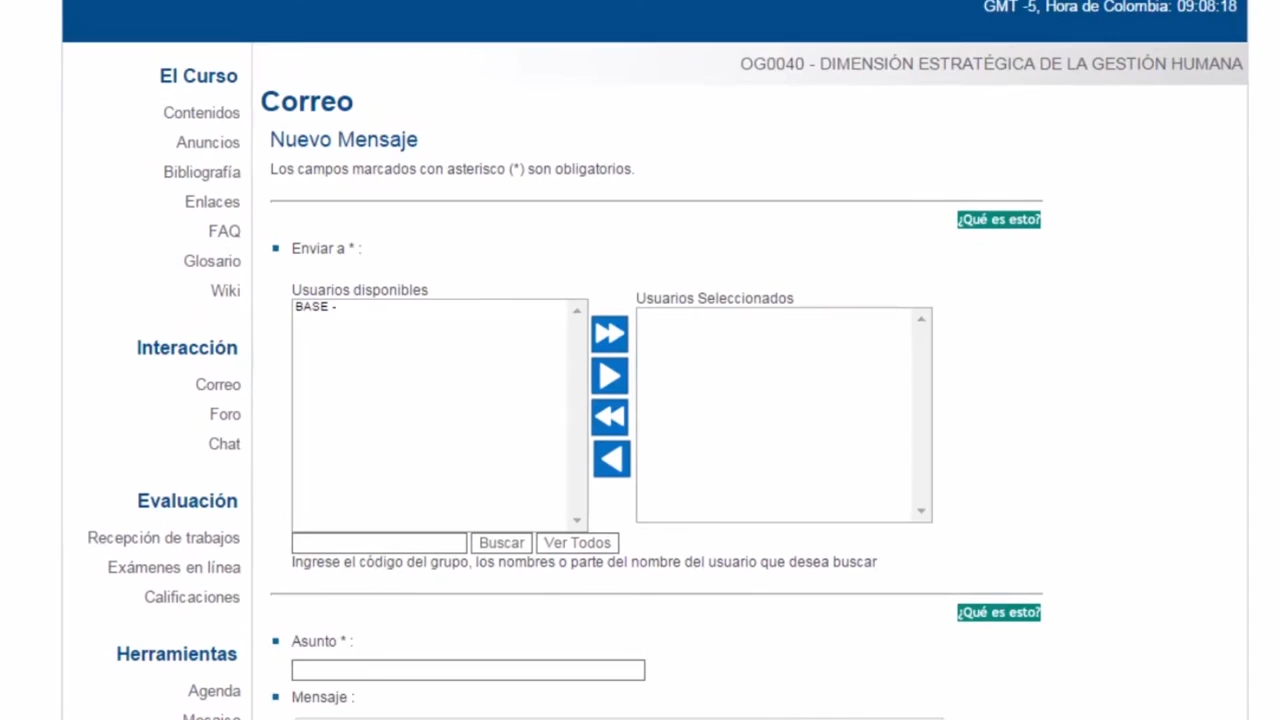 GMT -5, Hora de Colombia: 09:08:18
OG0040 - DIMENSIÓN ESTRATÉGICA DE LA GESTIÓN HUMANA
El Curso
Contenidos
Anuncios
Bibliografía
Enlaces
FAQ
Glosario
Wiki
Interacción
Correo
Foro
Chat
Evaluación
Recepción de trabajos
Exámenes en línea
Calificaciones
Herramientas
Agenda
Correo
Nuevo Mensaje
Los campos marcados con asterisco (*) son obligatorios.
¿Qué es esto?
Enviar a * :
Usuarios disponibles
BASE -
Usuarios Seleccionados
Buscar
Ver Todos
Ingrese el código del grupo, los nombres o parte del nombre del usuario que desea buscar
¿Qué es esto?
Asunto * :
Mensaje :